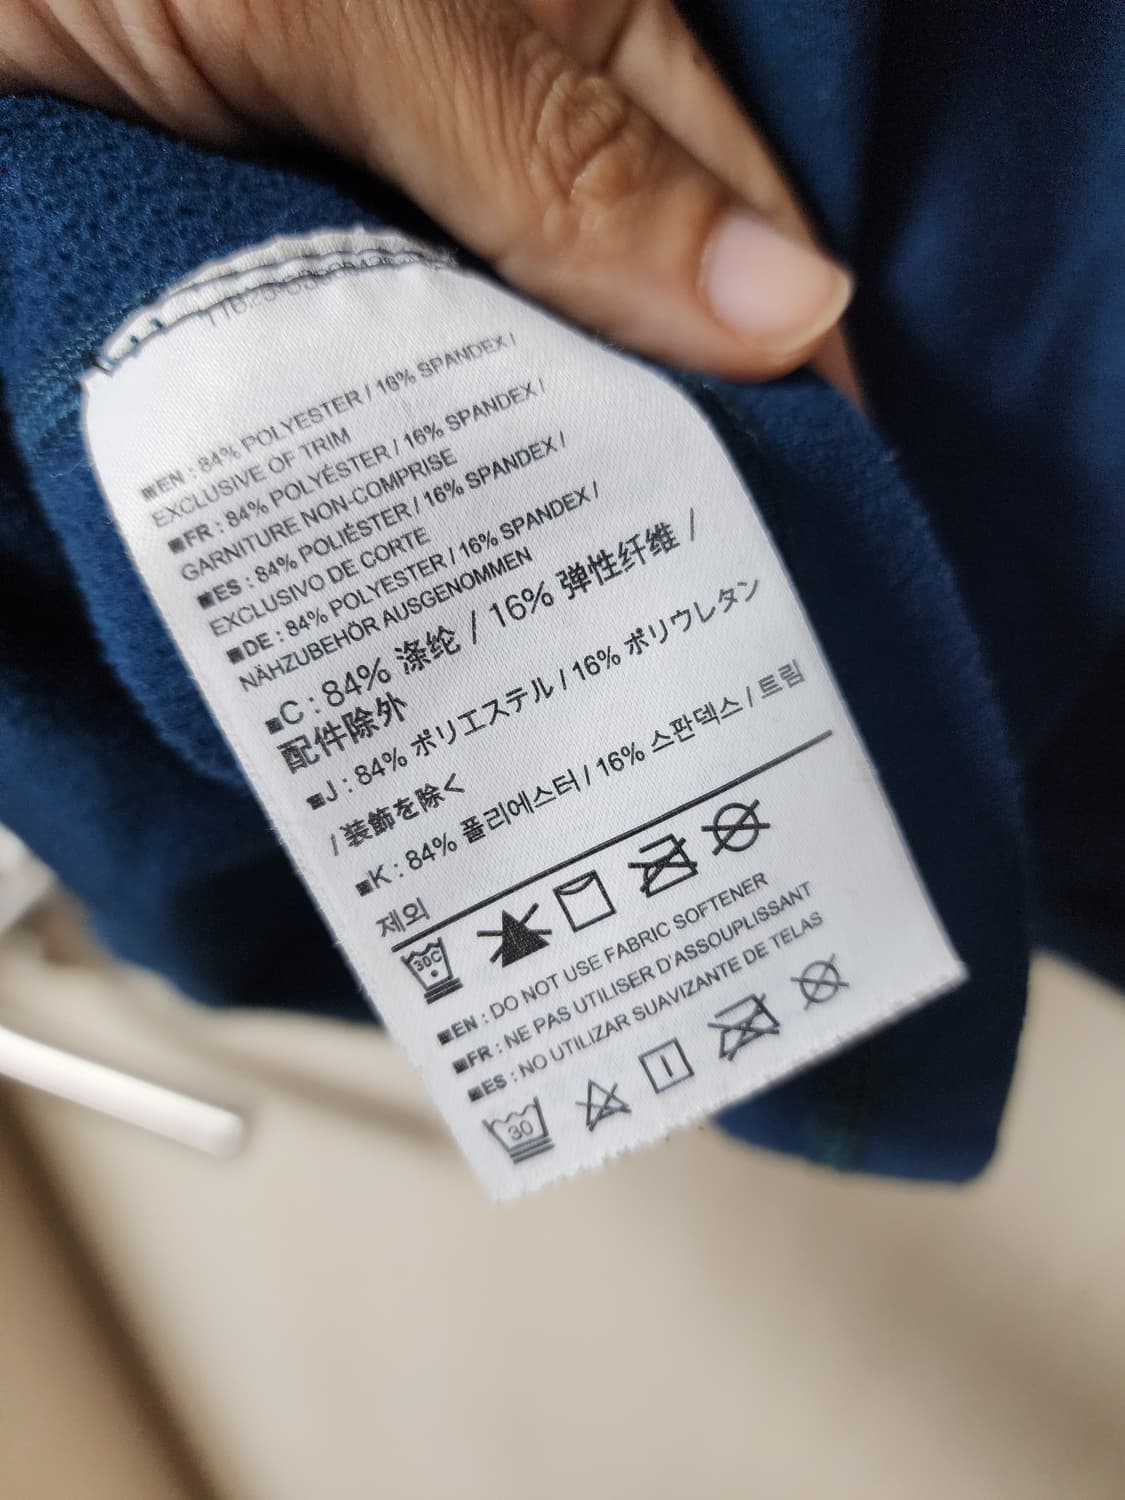 ■EN : 84% POLYESTER / 16% SPANDEX /
EXCLUSIVE OF TRIM
■FR : 84% POLYÉSTER / 16% SPANDEX /
GARNITURE NON-COMPRISE
■ES : 84% POLIÉSTER / 16% SPANDEX /
EXCLUSIVO DE CORTE
■DE : 84% POLYESTER / 16% SPANDEX /
NÄHZUBEHÖR AUSGENOMMEN
■C : 84% 涤纶 / 16% 弹性纤维 /
配件除外
■J : 84% ポリエステル / 16% ポリウレタン
/ 装飾を除く
■K : 84% 폴리에스터 / 16% 스판덱스 / 트림
제외
30C
■EN : DO NOT USE FABRIC SOFTENER
■FR : NE PAS UTILISER D'ASSOUPLISSANT
■ES : NO UTILIZAR SUAVIZANTE DE TELAS
30